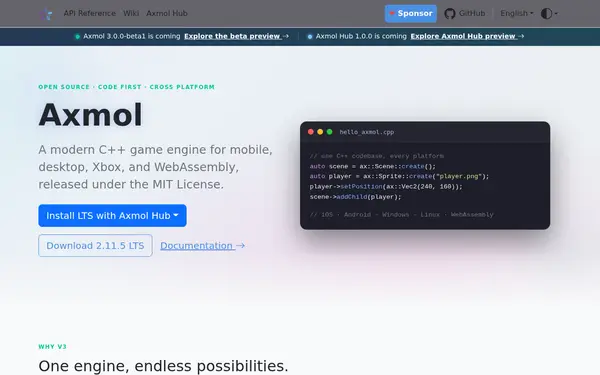 API Reference Wiki Axmol Hub Sponsor GitHub English
Axmol 3.0.0-beta1 is coming Explore the beta preview → Axmol Hub 1.0.0 is coming Explore Axmol Hub preview →
OPEN SOURCE · CODE FIRST · CROSS PLATFORM
Axmol
A modern C++ game engine for mobile,
desktop, Xbox, and WebAssembly,
released under the MIT License.
Install LTS with Axmol Hub
Download 2.11.5 LTS Documentation →
hello_axmol.cpp
// one C++ codebase, every platform
auto scene = ax::Scene::create();
auto player = ax::Sprite::create("player.png");
player->setPosition(ax::Vec2(240, 160));
scene->addChild(player);
// iOS · Android · Windows · Linux · WebAssembly
WHY V3
One engine, endless possibilities.